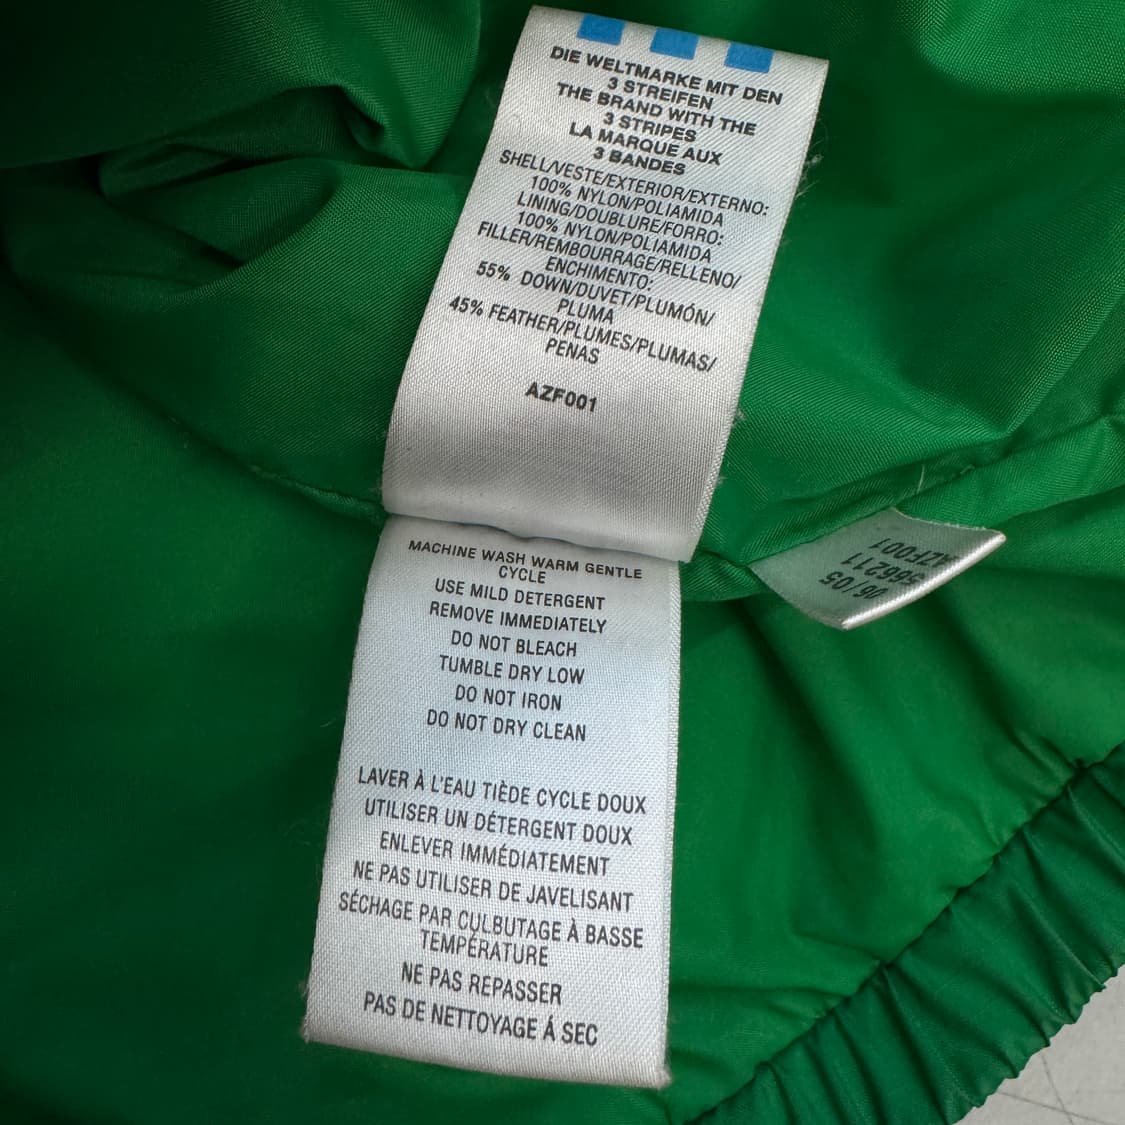 DIE WELTMARKE MIT DEN
3 STREIFEN
THE BRAND WITH THE
3 STRIPES
LA MARQUE AUX
3 BANDES
SHELL/VESTE/EXTERIOR/EXTERNO:
100% NYLON/POLIAMIDA
LINING/DOUBLURE/FORRO:
100% NYLON/POLIAMIDA
FILLER/REMBOURRAGE/RELLENO/
ENCHIMENTO:
55% DOWN/DUVET/PLUMÓN/
PLUMA
45% FEATHER/PLUMES/PLUMAS/
PENAS
AZF001
MACHINE WASH WARM GENTLE
CYCLE
USE MILD DETERGENT
REMOVE IMMEDIATELY
DO NOT BLEACH
TUMBLE DRY LOW
DO NOT IRON
DO NOT DRY CLEAN
LAVER À L'EAU TIÈDE CYCLE DOUX
UTILISER UN DÉTERGENT DOUX
ENLEVER IMMÉDIATEMENT
NE PAS UTILISER DE JAVELISANT
SÉCHAGE PAR CULBUTAGE À BASSE
TEMPÉRATURE
NE PAS REPASSER
PAS DE NETTOYAGE Á SEC
AZF001
566211
06/05